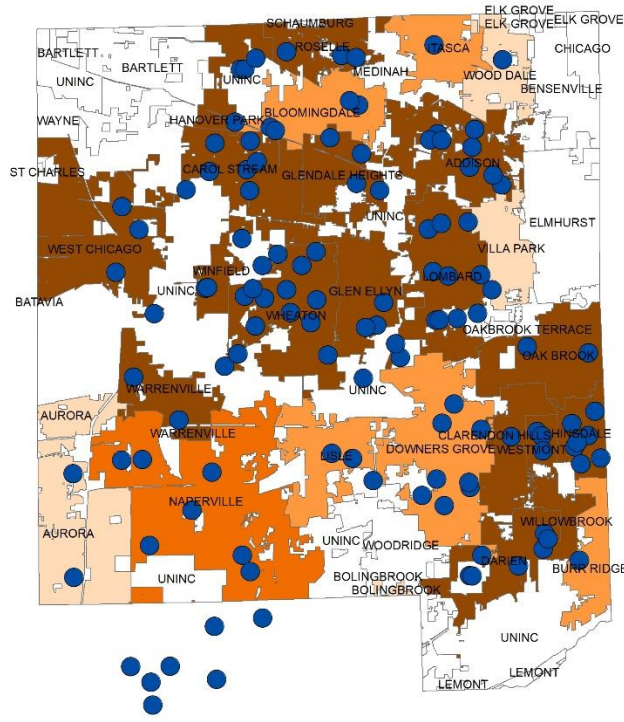 ELK GROVE
SCHAUMBURG
ELK GROVE
ELK GROVE
BARTLETT
ROSELLE
ITASCA
CHICAGO
BARTLETT
UNINC
UNINC
MEDINAH
WOOD DALE
BENSENVILLE
WAYNE
HANOVER PARK
BLOOMINGDALE
ST CHARLES
CAROL STREAM
GLENDALE HEIGHTS
ADDISON
UNINC
ELMHURST
WEST CHICAGO
VILLA PARK
WINFIELD
LOMBARD
UNINC
GLEN ELLYN
BATAVIA
WHEATON
OAKBROOK TERRACE
OAK BROOK
WARRENVILLE
UNINC
AURORA
WARRENVILLE
CLARENDON HILLS
HINSDALE
LISLE
DOWNERS GROVE
WESTMONT
NAPERVILLE
WILLOWBROOK
AURORA
UNINC
WOODRIDGE
DARIEN
BURR RIDGE
UNINC
BOLINGBROOK
BOLINGBROOK
UNINC
LEMONT
LEMONT